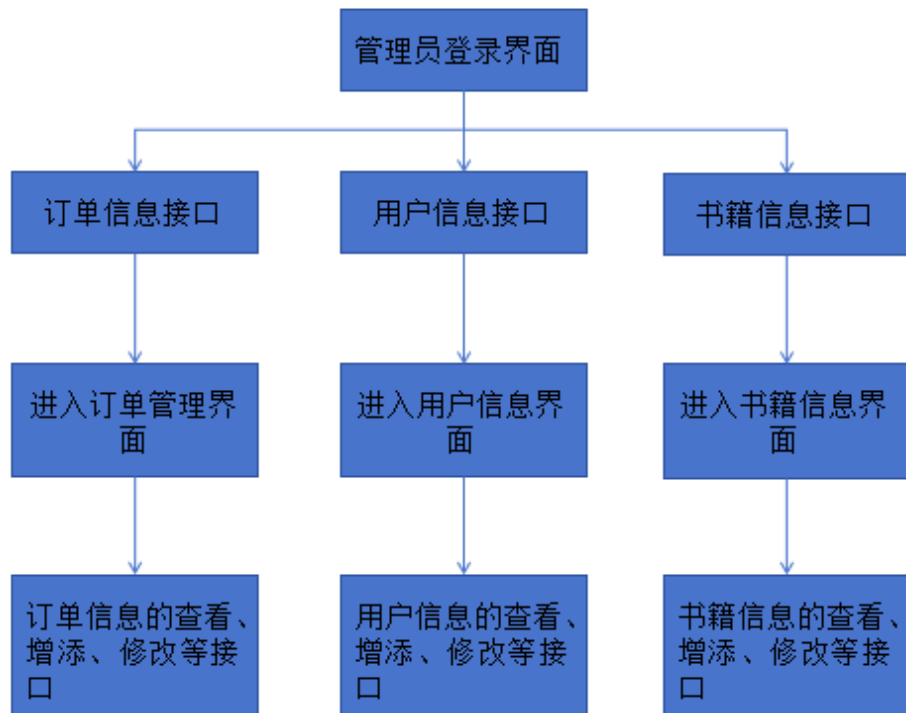 管理员登录界面
订单信息接口
用户信息接口
书籍信息接口
进入订单管理界
面
进入用户信息界
面
进入书籍信息界
面
订单信息的查看、
增添、修改等接
口
用户信息的查看、
增添、修改等接
口
书籍信息的查看、
增添、修改等接
口